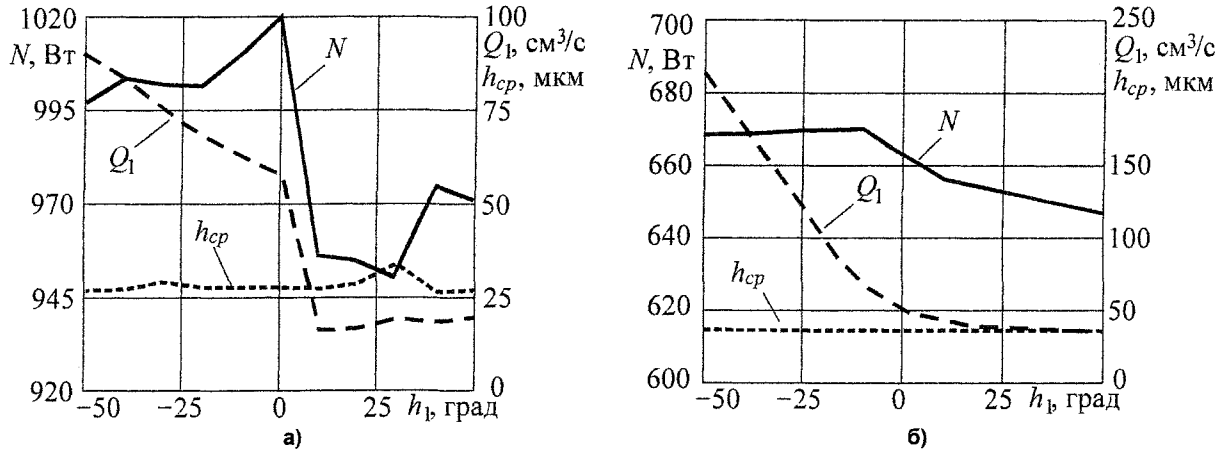 1020
N, Вт
995
970
945
920
N
Q₁
hср
100
Q₁, см³/с
hср, мкм
75
50
25
0
−50
−25
0
25
h₁, град
а)
700
N, Вт
680
660
640
620
600
N
Q₁
hср
250
Q₁, см³/с
hср, мкм
200
150
100
50
0
−50
−25
0
25
h₁, град
б)